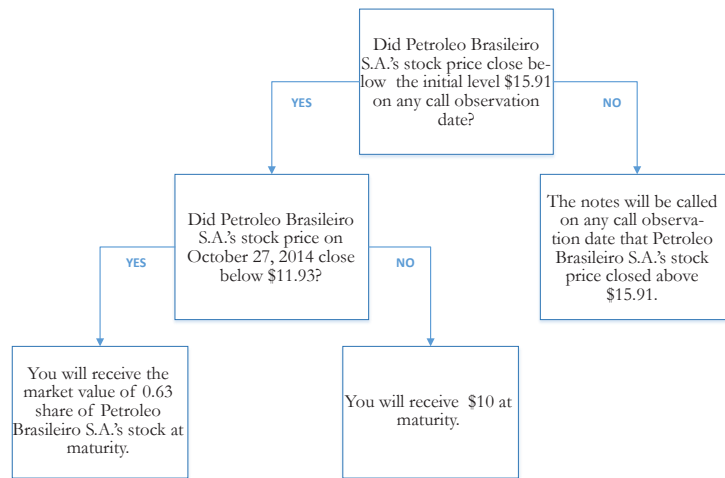 Did Petroleo Brasileiro
S.A.'s stock price close be-
low the initial level $15.91
on any call observation
date?
YES
NO
Did Petroleo Brasileiro
S.A.'s stock price on
October 27, 2014 close
below $11.93?
The notes will be called
on any call observa-
tion date that Petroleo
Brasileiro S.A.'s stock
price closed above
$15.91.
YES
NO
You will receive the
market value of 0.63
share of Petroleo
Brasileiro S.A.'s stock at
maturity.
You will receive $10 at
maturity.